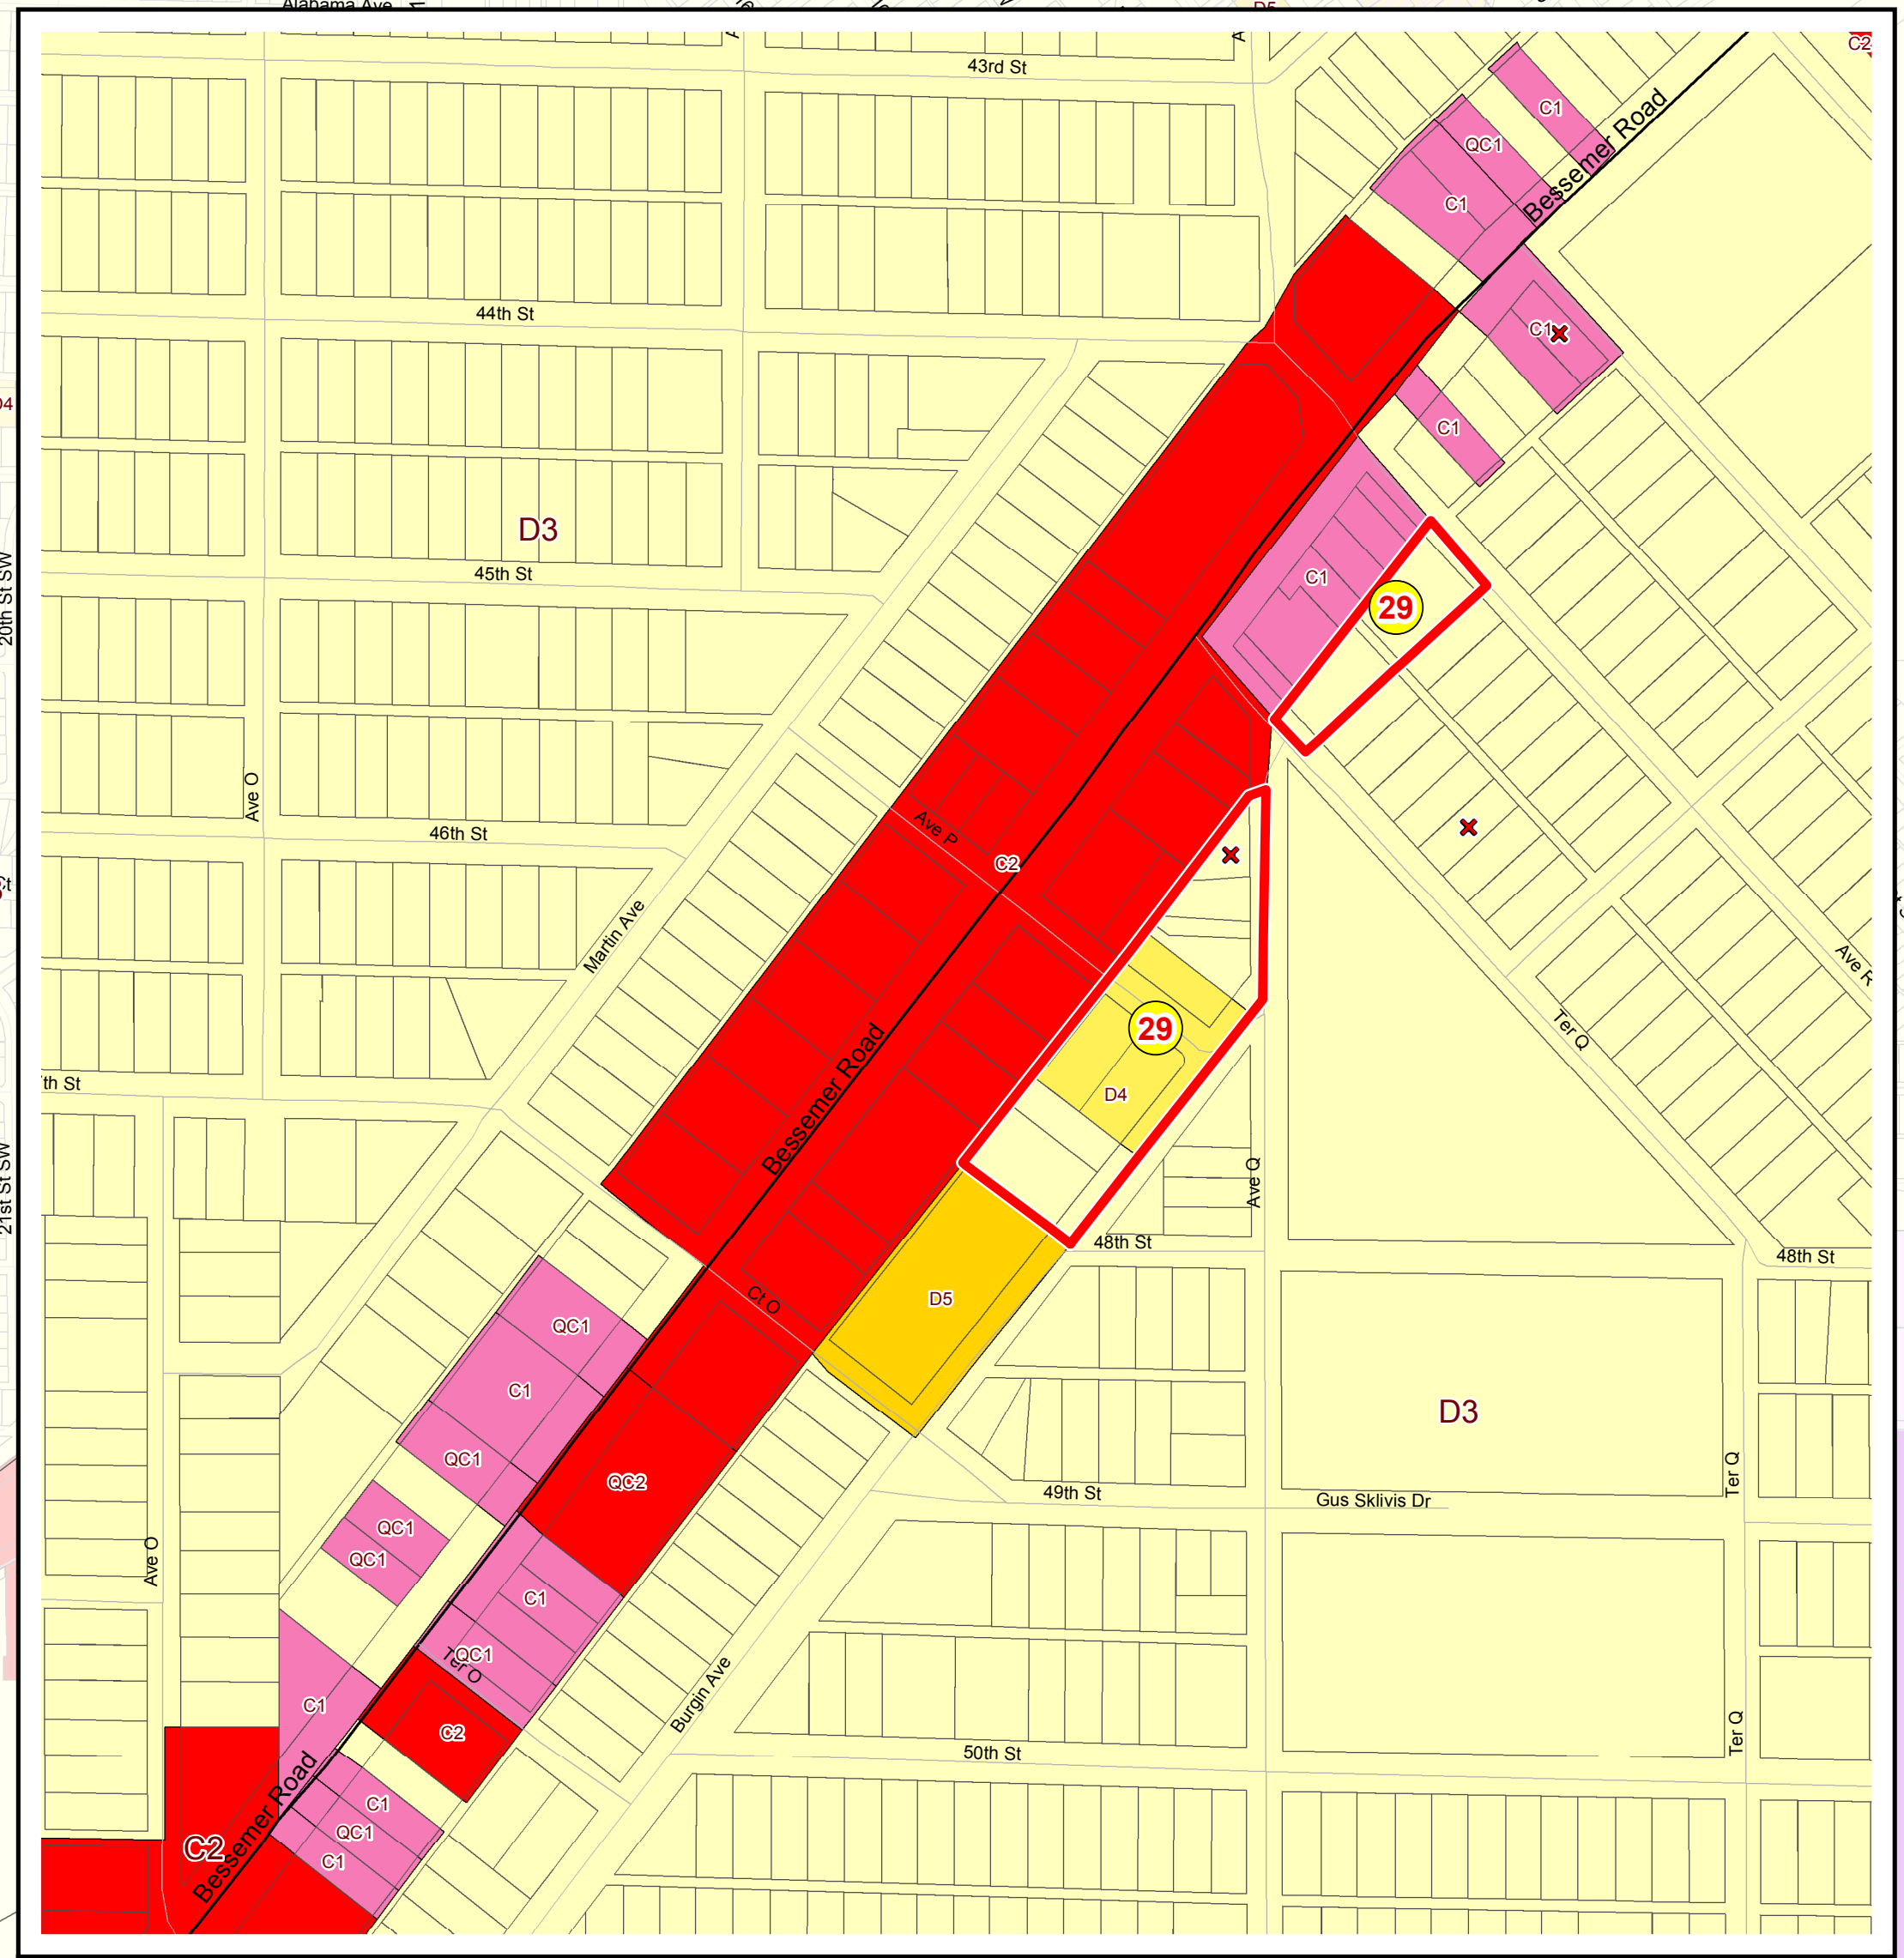 Alabama Ave
D5
43rd St
C2
C1
Bessemer Road
QC1
C1
44th St
C1
D4
C1
D3
45th St
C1
29
20th St SW
Ave O
46th St
Ave P
C2
Martin Ave
Ave R
Ter Q
29
Bessemer Road
th St
D4
21st St SW
Ave Q
48th St
48th St
Ct O
D5
QC1
C1
D3
QC1
QC2
Ter Q
49th St
Gus Sklivis Dr
QC1
QC1
Ave O
C1
QC1
Ter O
Burgin Ave
C1
C2
Ter Q
50th St
Bessemer Road
C1
QC1
C2
C1